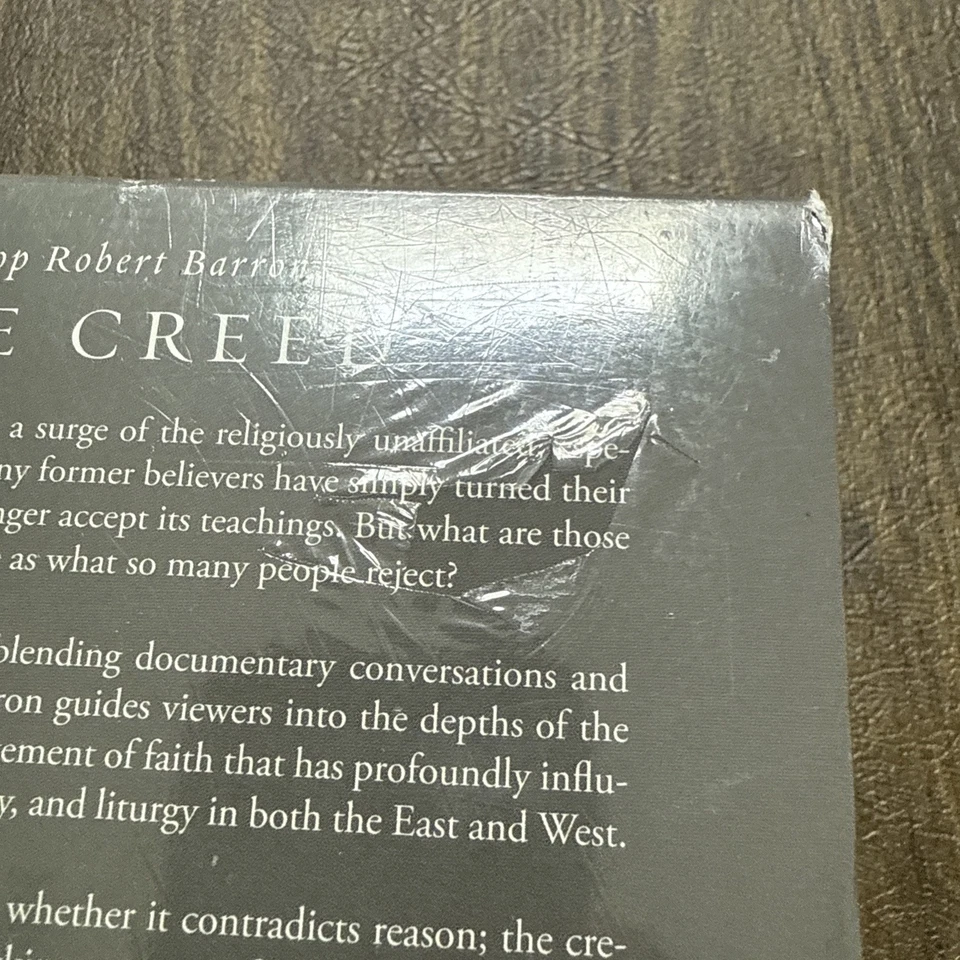 op Robert Barron
E CREED
a surge of the religiously unaffiliated, espe-
ny former believers have simply turned their
nger accept its teachings. But what are those
as what so many people reject?
blending documentary conversations and
ron guides viewers into the depths of the
ement of faith that has profoundly influ-
y, and liturgy in both the East and West.
whether it contradicts reason; the cre-